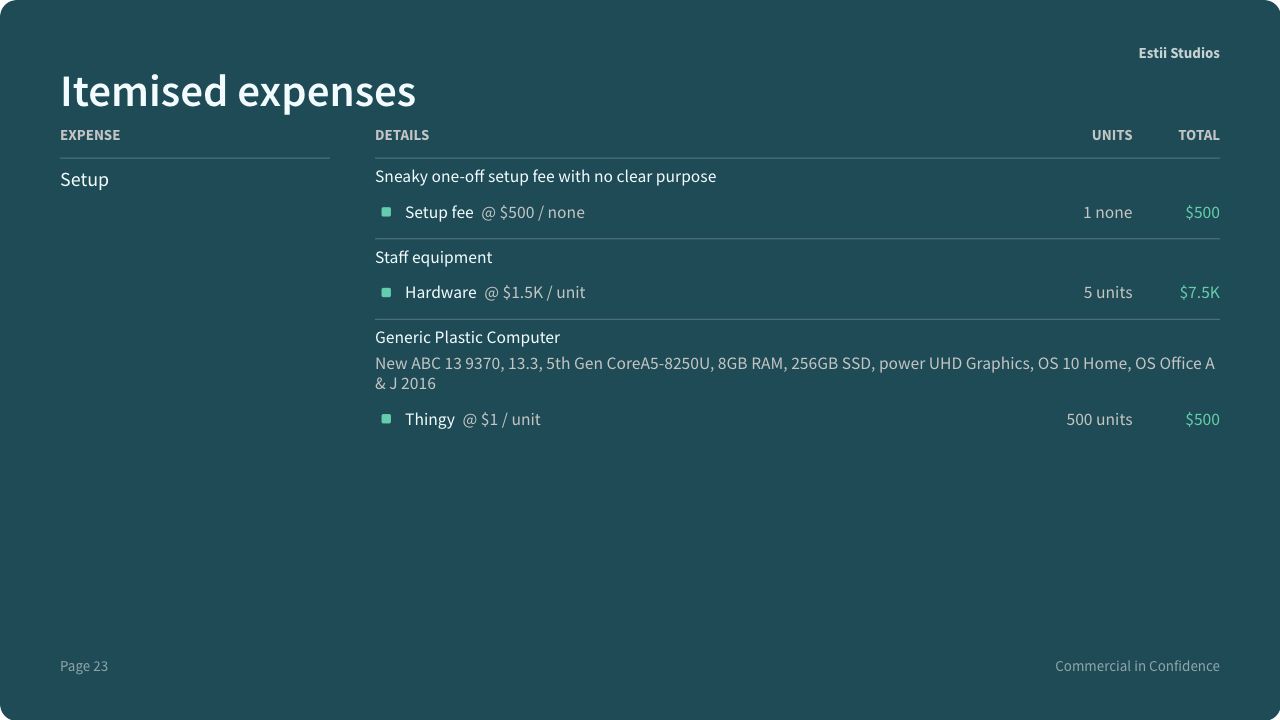 Estii Studios
Itemised expenses
EXPENSE DETAILS UNITS TOTAL
Setup
Sneaky one-off setup fee with no clear purpose
Setup fee @ $500 / none 1 none $500
Staff equipment
Hardware @ $1.5K / unit 5 units $7.5K
Generic Plastic Computer
New ABC 13 9370, 13.3, 5th Gen CoreA5-8250U, 8GB RAM, 256GB SSD, power UHD Graphics, OS 10 Home, OS Office A
& J 2016
Thingy @ $1 / unit 500 units $500
Page 23 Commercial in Confidence